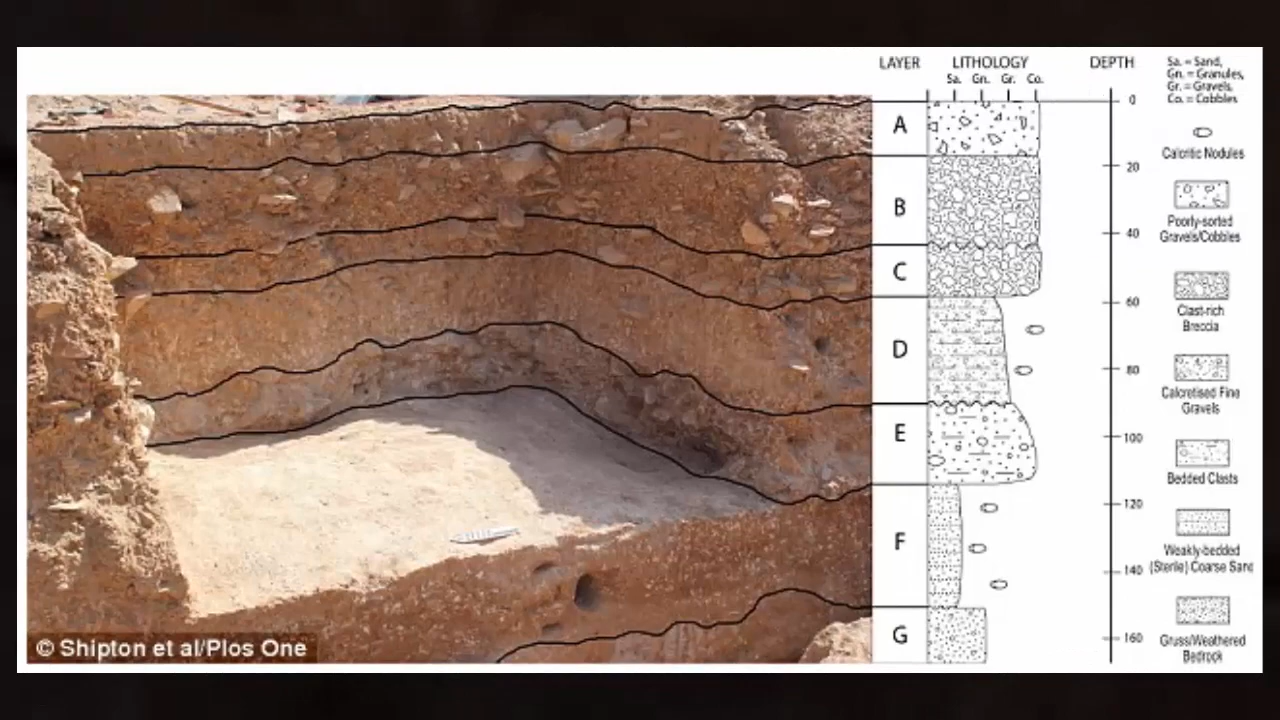 LAYER LITHOLOGY DEPTH
Sa. Gn. Gr. Co.
Sa. = Sand,
Gn. = Granules,
Gr. = Gravels,
Co. = Cobbles
A
B
C
D
E
F
G
0
20
40
60
80
100
120
140
160
Calcritic Nodules
Poorly-sorted
Gravels/Cobbles
Clast-rich
Breccia
Calcretised Fine
Gravels
Bedded Clasts
Weakly-bedded
(Sterile) Coarse Sand
Gruss/Weathered
Bedrock
© Shipton et al/Plos One